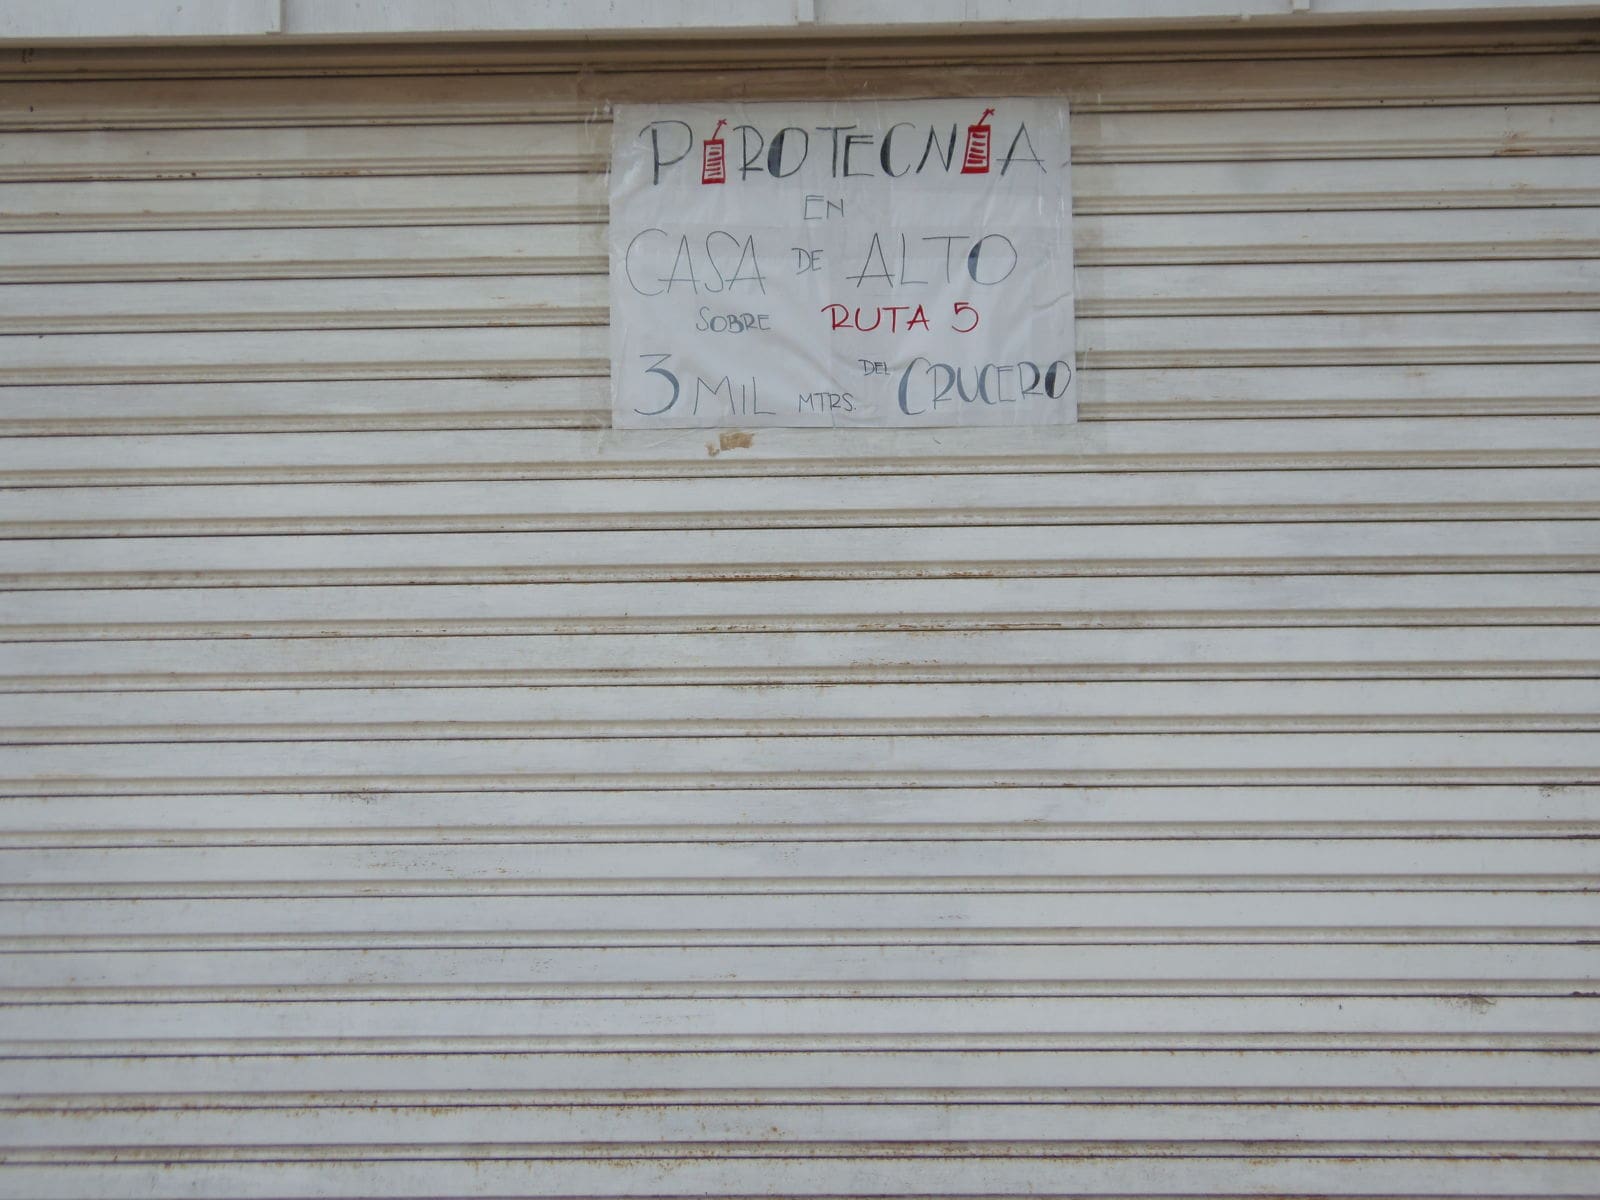 PIROTECNIA
EN
CASA DE ALTO
SOBRE RUTA 5
3 MIL MTRS. DEL CRUCERO